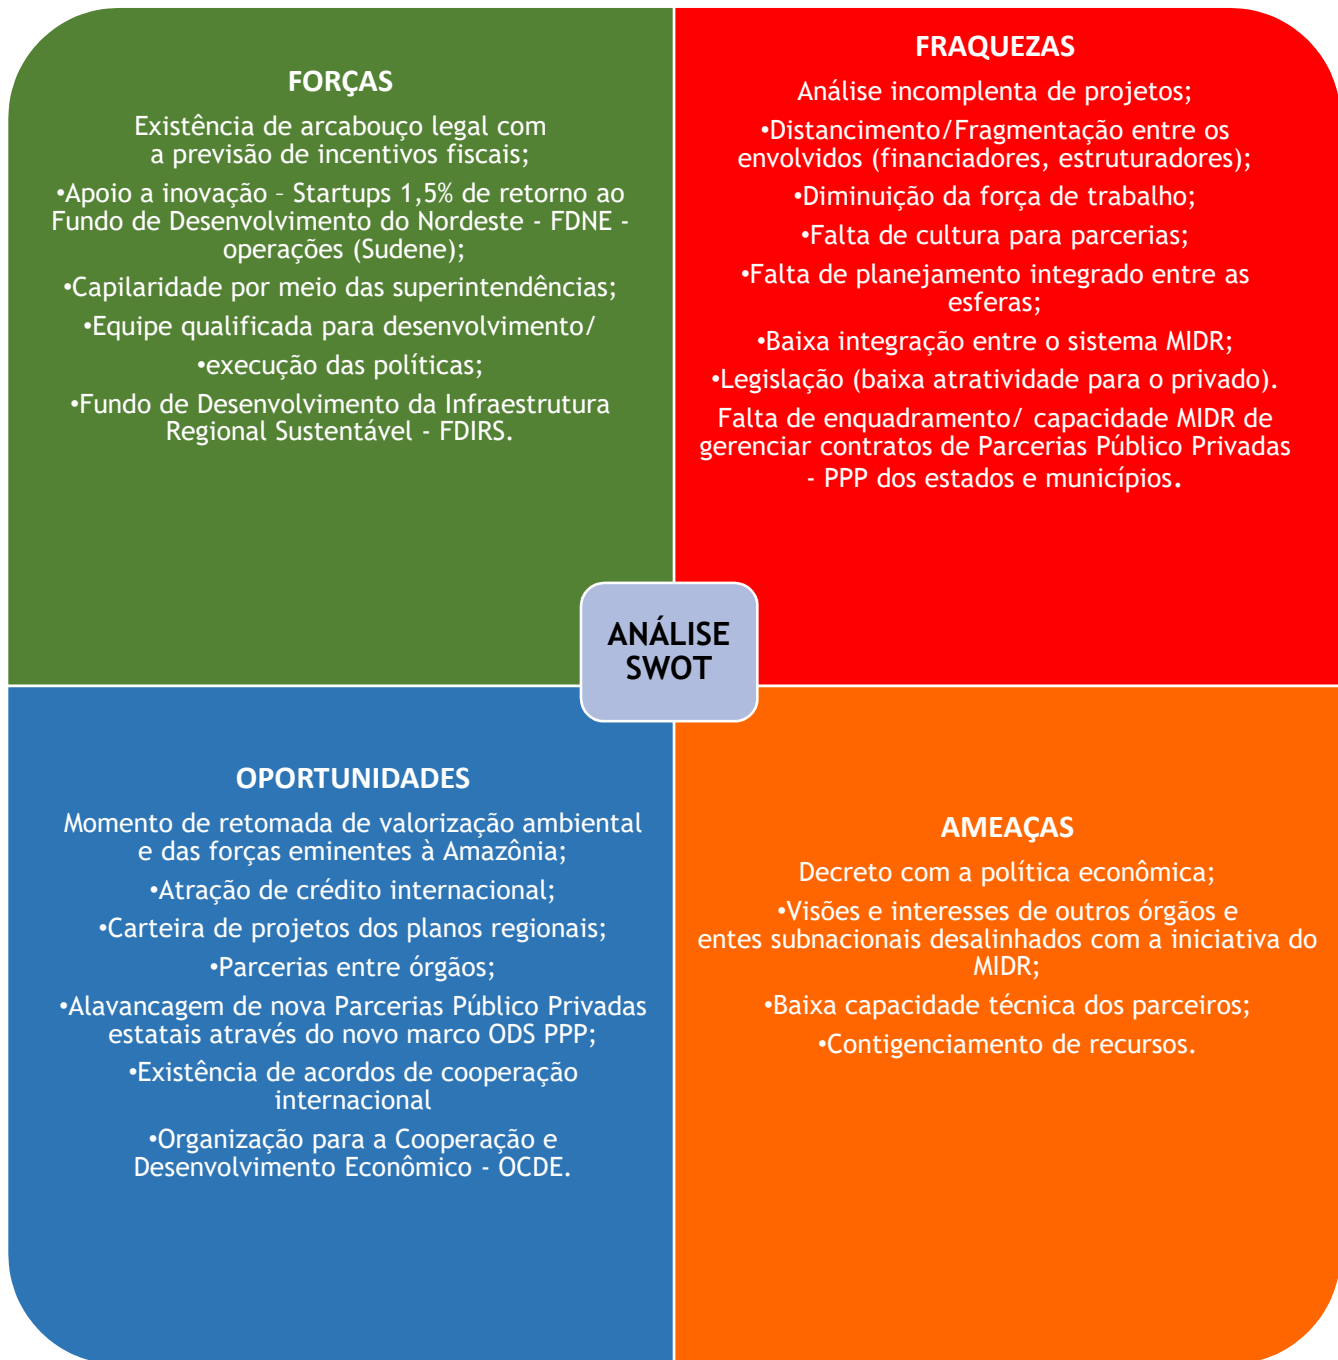 FORÇAS
Existência de arcabouço legal com
a previsão de incentivos fiscais;
•Apoio a inovação – Startups 1,5% de retorno ao
Fundo de Desenvolvimento do Nordeste - FDNE -
operações (Sudene);
•Capilaridade por meio das superintendências;
•Equipe qualificada para desenvolvimento/
•execução das políticas;
•Fundo de Desenvolvimento da Infraestrutura
Regional Sustentável - FDIRS.
FRAQUEZAS
Análise incomplenta de projetos;
•Distancimento/Fragmentação entre os
envolvidos (financiadores, estruturadores);
•Diminuição da força de trabalho;
•Falta de cultura para parcerias;
•Falta de planejamento integrado entre as
esferas;
•Baixa integração entre o sistema MIDR;
•Legislação (baixa atratividade para o privado).
Falta de enquadramento/ capacidade MIDR de
gerenciar contratos de Parcerias Público Privadas
- PPP dos estados e municípios.
ANÁLISE
SWOT
OPORTUNIDADES
Momento de retomada de valorização ambiental
e das forças eminentes à Amazônia;
•Atração de crédito internacional;
•Carteira de projetos dos planos regionais;
•Parcerias entre órgãos;
•Alavancagem de nova Parcerias Público Privadas
estatais através do novo marco ODS PPP;
•Existência de acordos de cooperação
internacional
•Organização para a Cooperação e
Desenvolvimento Econômico - OCDE.
AMEAÇAS
Decreto com a política econômica;
•Visões e interesses de outros órgãos e
entes subnacionais desalinhados com a iniciativa do
MIDR;
•Baixa capacidade técnica dos parceiros;
•Contigenciamento de recursos.